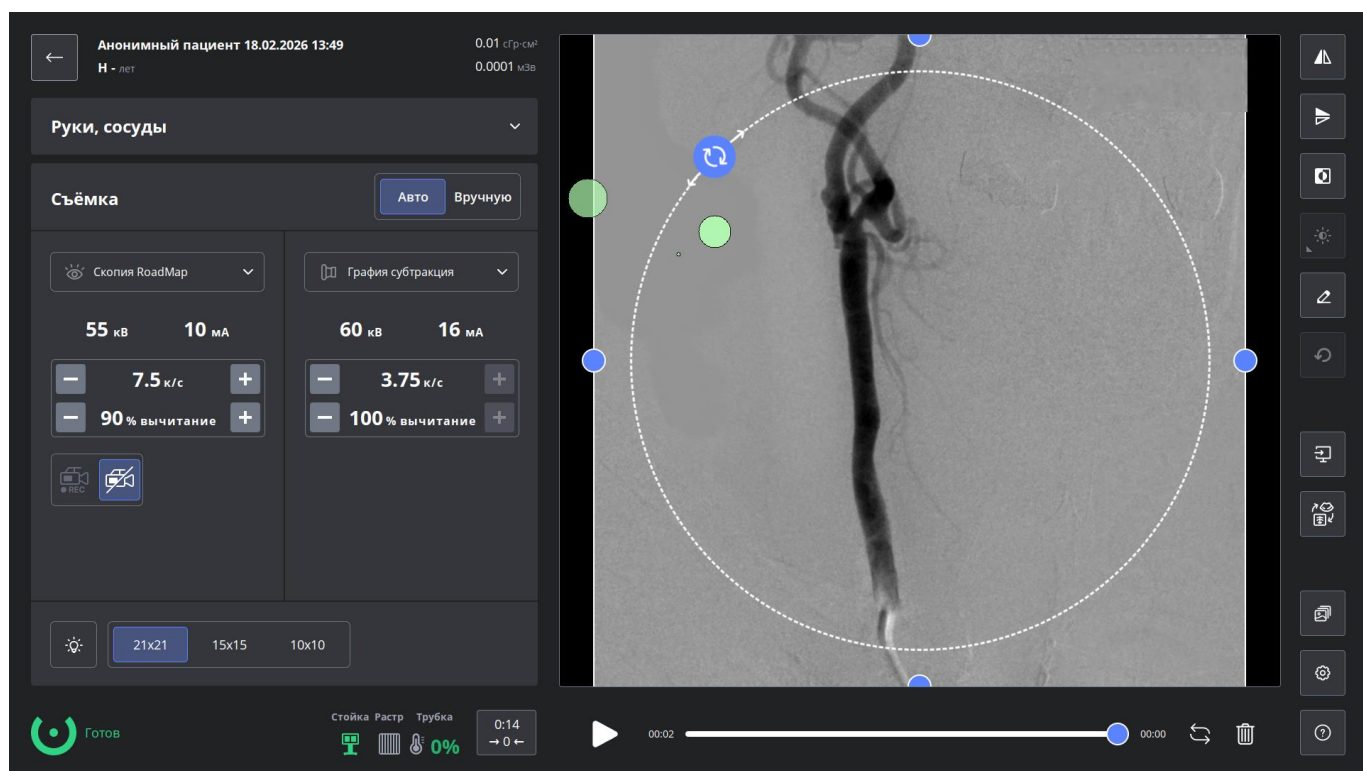 Анонимный пациент 18.02.2026 13:49
Н - лет
0.01 сГр·см²
0.0001 мЗв
Руки, сосуды
Съёмка
Авто Вручную
Скопия RoadMap
Графия субтракция
55 кВ 10 мА
60 кВ 16 мА
7.5 к/с
3.75 к/с
90 % вычитание
100 % вычитание
REC
21x21 15x15 10x10
Готов
Стойка Растр Трубка
0%
0:14
→ 0 ←
00:02
00:00